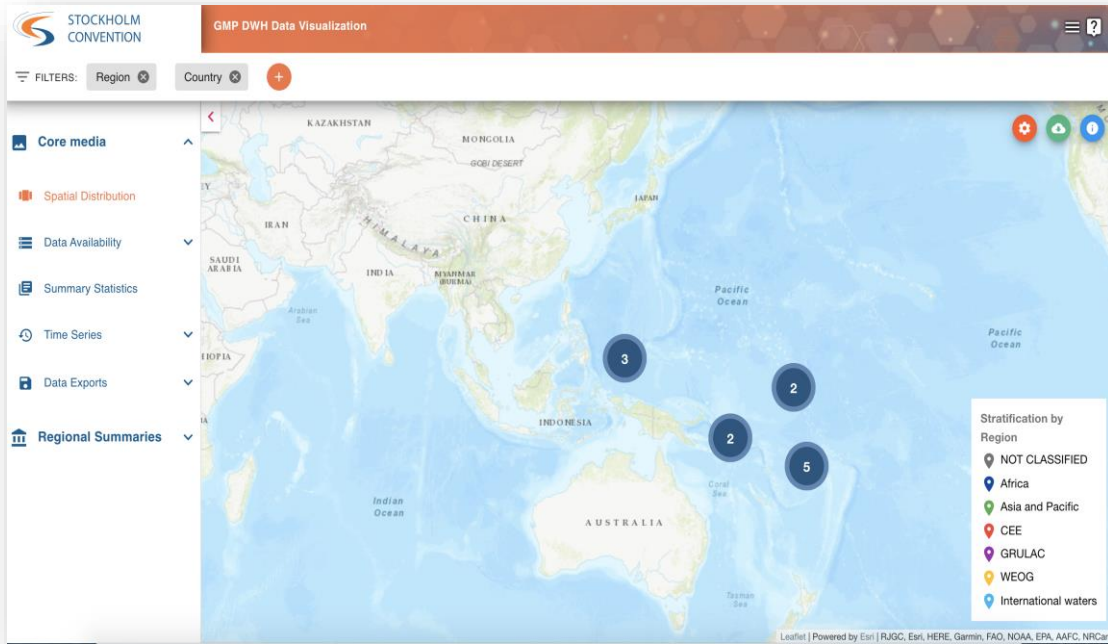 STOCKHOLM
CONVENTION
GMP DWH Data Visualization
FILTERS:
Region
Country
+
Core media
Spatial Distribution
Data Availability
Summary Statistics
Time Series
Data Exports
Regional Summaries
KAZAKHSTAN
MONGOLIA
GOBI DESERT
JAPAN
CHINA
IRAN
HIMALAYA
SAUDI
ARABIA
INDIA
MYANMAR
(BURMA)
Arabian
Sea
Pacific
Ocean
Pacific
Ocean
3
2
INDONESIA
2
5
Coral
Sea
Indian
Ocean
AUSTRALIA
Tasman
Sea
Stratification by
Region
NOT CLASSIFIED
Africa
Asia and Pacific
CEE
GRULAC
WEOG
International waters
Leaflet | Powered by Esri | RJGC, Esri, HERE, Garmin, FAO, NOAA, EPA, AAFC, NRCan